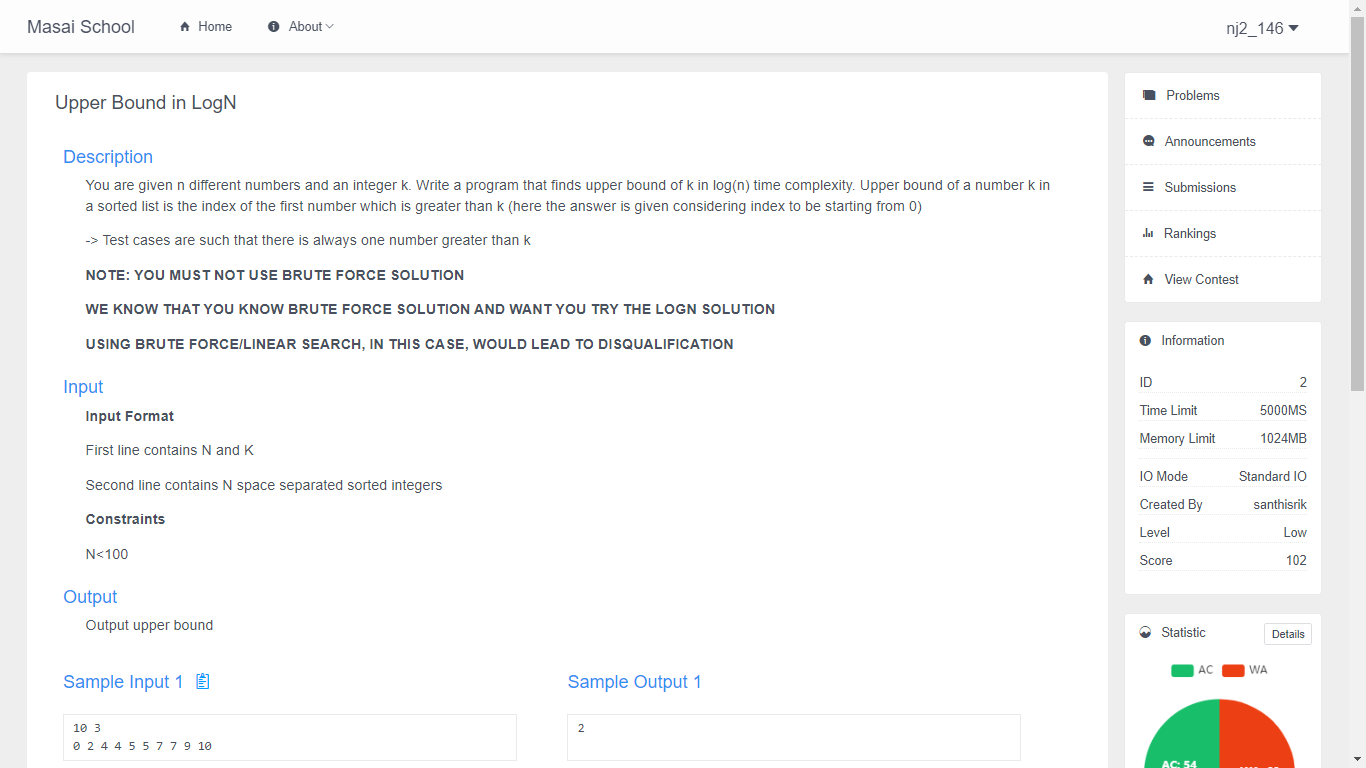 Masai School
Home
About
nj2_146
Upper Bound in LogN
Description
You are given n different numbers and an integer k. Write a program that finds upper bound of k in log(n) time complexity. Upper bound of a number k in
a sorted list is the index of the first number which is greater than k (here the answer is given considering index to be starting from 0)
-> Test cases are such that there is always one number greater than k
NOTE: YOU MUST NOT USE BRUTE FORCE SOLUTION
WE KNOW THAT YOU KNOW BRUTE FORCE SOLUTION AND WANT YOU TRY THE LOGN SOLUTION
USING BRUTE FORCE/LINEAR SEARCH, IN THIS CASE, WOULD LEAD TO DISQUALIFICATION
Input
Input Format
First line contains N and K
Second line contains N space separated sorted integers
Constraints
N<100
Output
Output upper bound
Sample Input 1
10 3
0 2 4 4 5 5 7 7 9 10
Sample Output 1
2
Problems
Announcements
Submissions
Rankings
View Contest
Information
ID 2
Time Limit 5000MS
Memory Limit 1024MB
IO Mode Standard IO
Created By santhisrik
Level Low
Score 102
Statistic
Details
AC WA
AC: 54